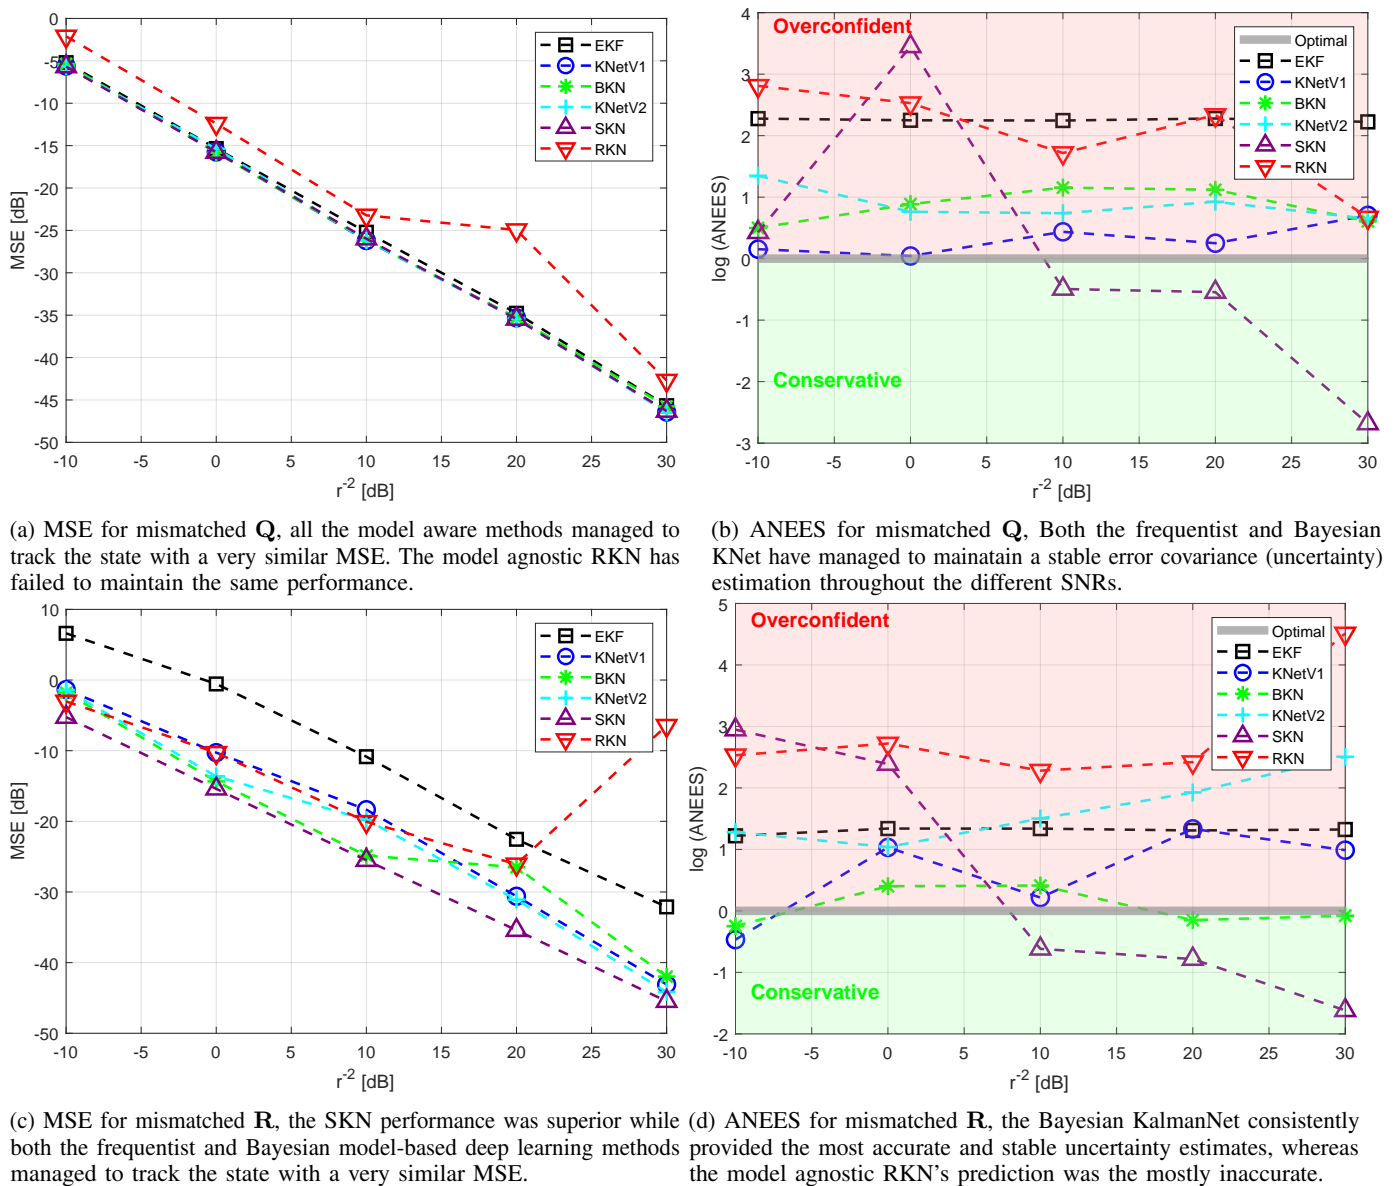 0
-5
-10
-15
-20
-25
-30
-35
-40
-45
-50
MSE [dB]
-10 -5 0 5 10 15 20 25 30
r-2 [dB]
EKF
KNetV1
BKN
KNetV2
SKN
RKN
(a) MSE for mismatched Q, all the model aware methods managed to
track the state with a very similar MSE. The model agnostic RKN has
failed to maintain the same performance.
4
3
2
1
0
-1
-2
-3
log (ANEES)
-10 -5 0 5 10 15 20 25 30
r-2 [dB]
Overconfident
Conservative
Optimal
EKF
KNetV1
BKN
KNetV2
SKN
RKN
(b) ANEES for mismatched Q, Both the frequentist and Bayesian
KNet have managed to mainatain a stable error covariance (uncertainty)
estimation throughout the different SNRs.
10
0
-10
-20
-30
-40
-50
MSE [dB]
-10 -5 0 5 10 15 20 25 30
r-2 [dB]
EKF
KNetV1
BKN
KNetV2
SKN
RKN
(c) MSE for mismatched R, the SKN performance was superior while
both the frequentist and Bayesian model-based deep learning methods
managed to track the state with a very similar MSE.
5
4
3
2
1
0
-1
-2
log (ANEES)
-10 -5 0 5 10 15 20 25 30
r-2 [dB]
Overconfident
Conservative
Optimal
EKF
KNetV1
BKN
KNetV2
SKN
RKN
(d) ANEES for mismatched R, the Bayesian KalmanNet consistently
provided the most accurate and stable uncertainty estimates, whereas
the model agnostic RKN's prediction was the mostly inaccurate.